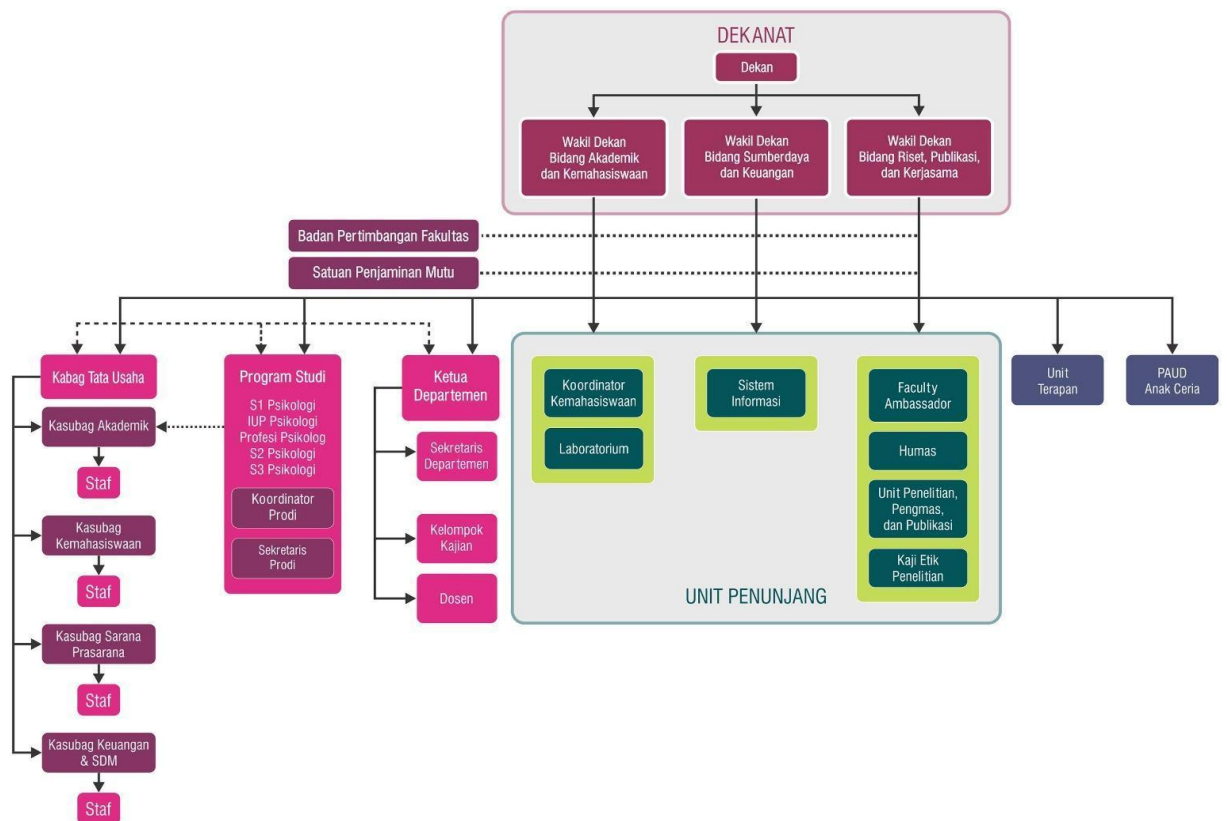 DEKANAT
Dekan
Wakil Dekan
Bidang Akademik
dan Kemahasiswaan
Wakil Dekan
Bidang Sumberdaya
dan Keuangan
Wakil Dekan
Bidang Riset, Publikasi,
dan Kerjasama
Badan Pertimbangan Fakultas
Satuan Penjaminan Mutu
Kabag Tata Usaha
Kasubag Akademik
Staf
Kasubag
Kemahasiswaan
Staf
Kasubag Sarana
Prasarana
Staf
Kasubag Keuangan
& SDM
Staf
Program Studi
S1 Psikologi
IUP Psikologi
Profesi Psikolog
S2 Psikologi
S3 Psikologi
Koordinator
Prodi
Sekretaris
Prodi
Ketua
Departemen
Sekretaris
Departemen
Kelompok
Kajian
Dosen
Koordinator
Kemahasiswaan
Laboratorium
Sistem
Informasi
Faculty
Ambassador
Humas
Unit Penelitian,
Pengmas,
dan Publikasi
Kaji Etik
Penelitian
UNIT PENUNJANG
Unit
Terapan
PAUD
Anak Ceria